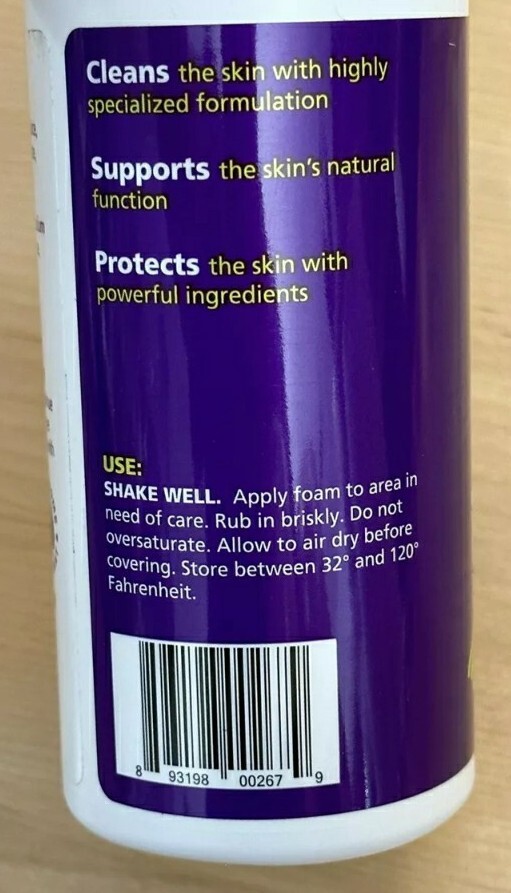 Cleans the skin with highly
specialized formulation
Supports the skin's natural
function
Protects the skin with
powerful ingredients
USE:
SHAKE WELL. Apply foam to area in
need of care. Rub in briskly. Do not
oversaturate. Allow to air dry before
covering. Store between 32° and 120°
Fahrenheit.
8 93198 00267 9